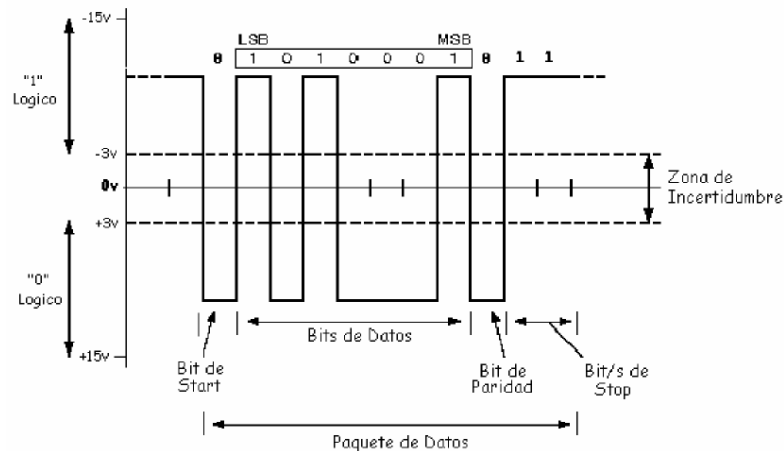 -15v
LSB MSB
0 1 0 1 0 0 0 1 0 1 1
"1"
Logico
-3v
0v
Zona de
Incertidumbre
+3v
"0"
Logico
Bits de Datos
+15v
Bit de
Start
Bit de
Paridad
Bit/s de
Stop
Paquete de Datos